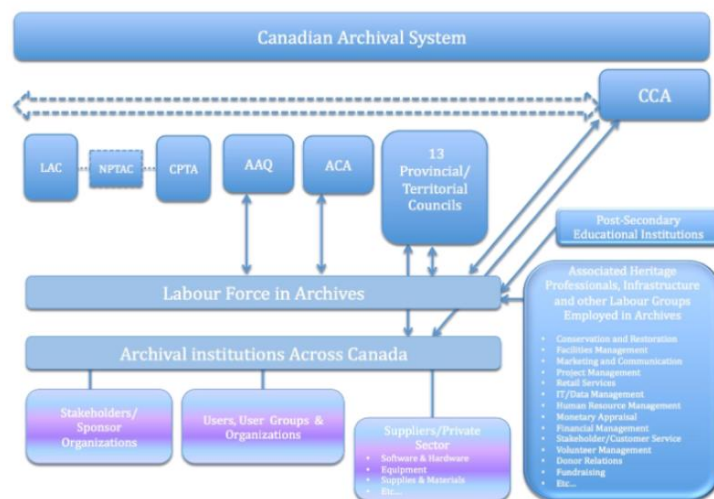 Canadian Archival System
CCA
LAC
NPTAC
CPTA
AAQ
ACA
13
Provincial/
Territorial
Councils
Post-Secondary
Educational Institutions
Labour Force in Archives
Associated Heritage
Professionals, Infrastructure
and other Labour Groups
Employed in Archives
• Conservation and Restoration
• Facilities Management
• Marketing and Communication
• Project Management
• Retail Services
• IT/Data Management
• Human Resource Management
• Monetary Appraisal
• Financial Management
• Stakeholder/Customer Service
• Volunteer Management
• Donor Relations
• Fundraising
• Etc...
Archival institutions Across Canada
Stakeholders/
Sponsor
Organizations
Users, User Groups &
Organizations
Suppliers/Private
Sector
• Software & Hardware
• Equipment
• Supplies & Materials
• Etc...